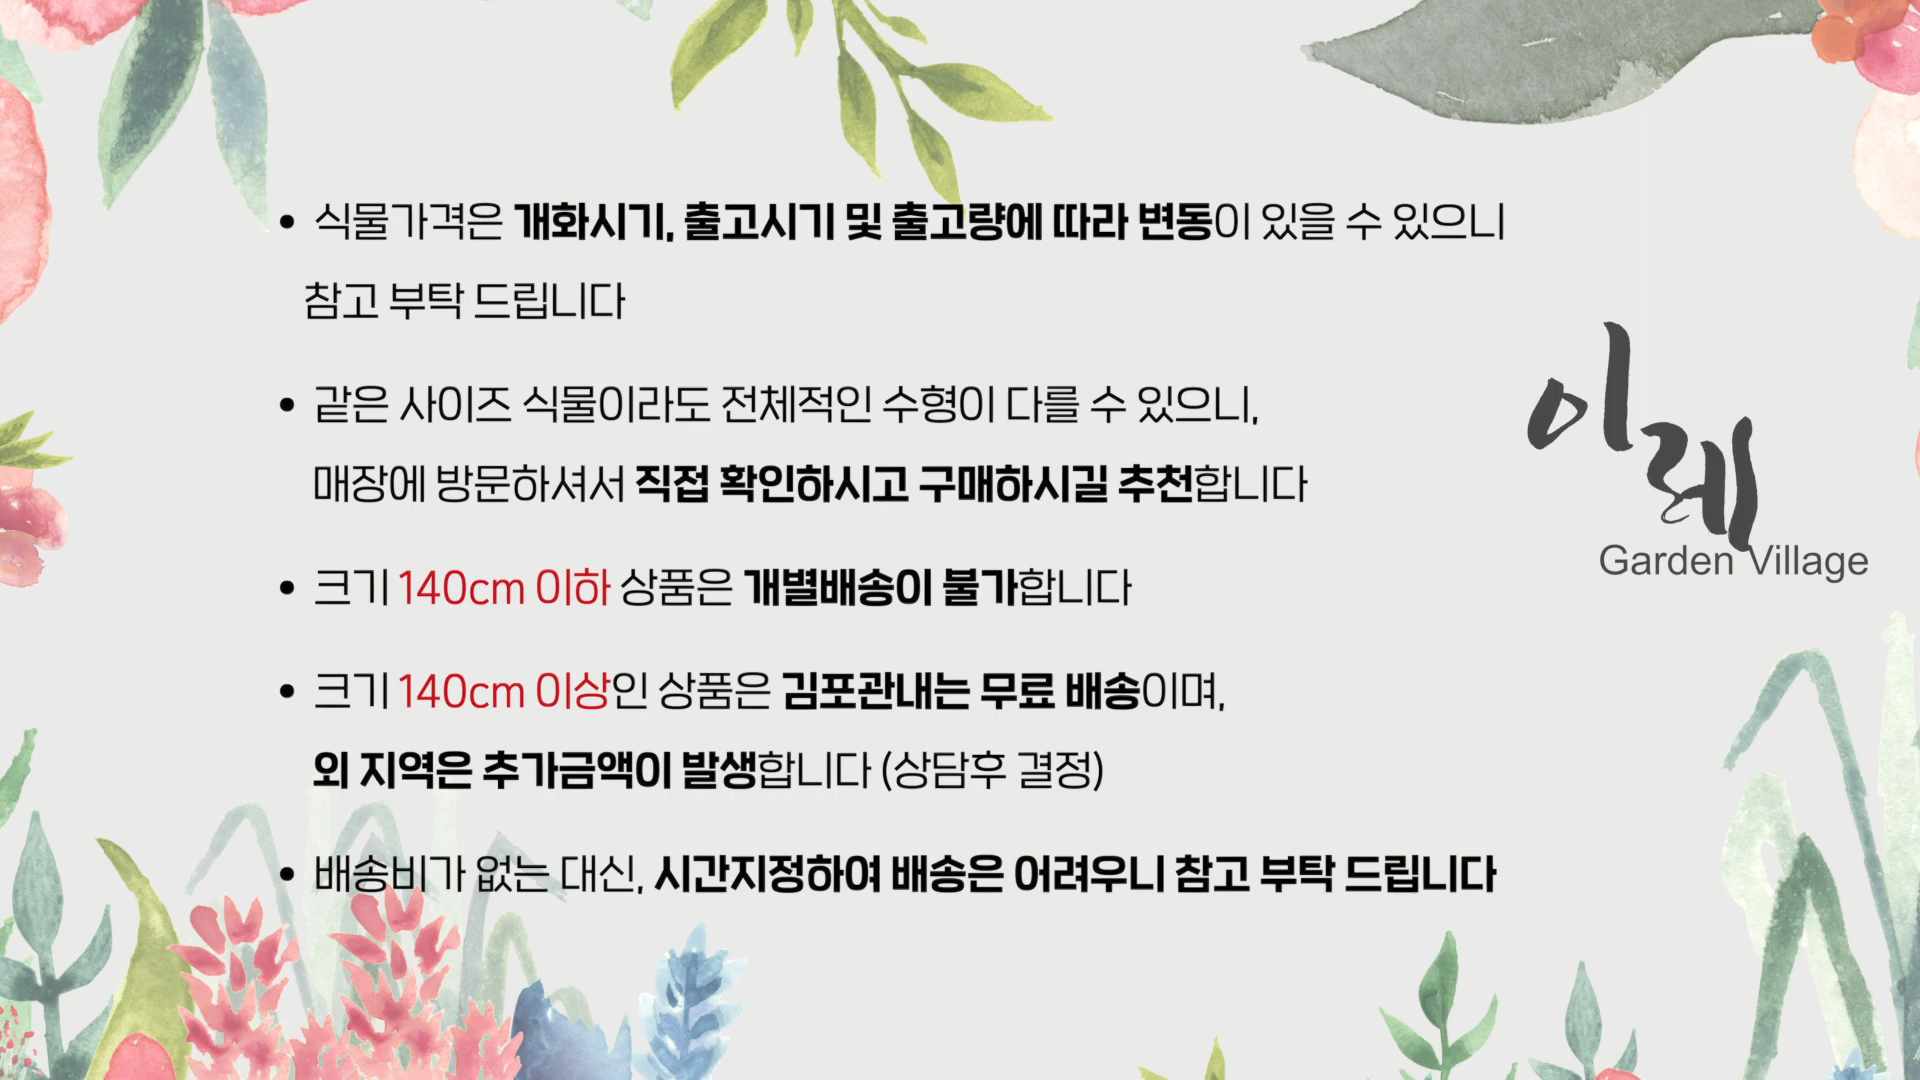 • 식물가격은 개화시기, 출고시기 및 출고량에 따라 변동이 있을 수 있으니
참고 부탁 드립니다
• 같은 사이즈 식물이라도 전체적인 수형이 다를 수 있으니,
매장에 방문하셔서 직접 확인하시고 구매하시길 추천합니다
• 크기 140cm 이하 상품은 개별배송이 불가합니다
• 크기 140cm 이상인 상품은 김포관내는 무료 배송이며,
외 지역은 추가금액이 발생합니다 (상담후 결정)
• 배송비가 없는 대신, 시간지정하여 배송은 어려우니 참고 부탁 드립니다
이레
Garden Village